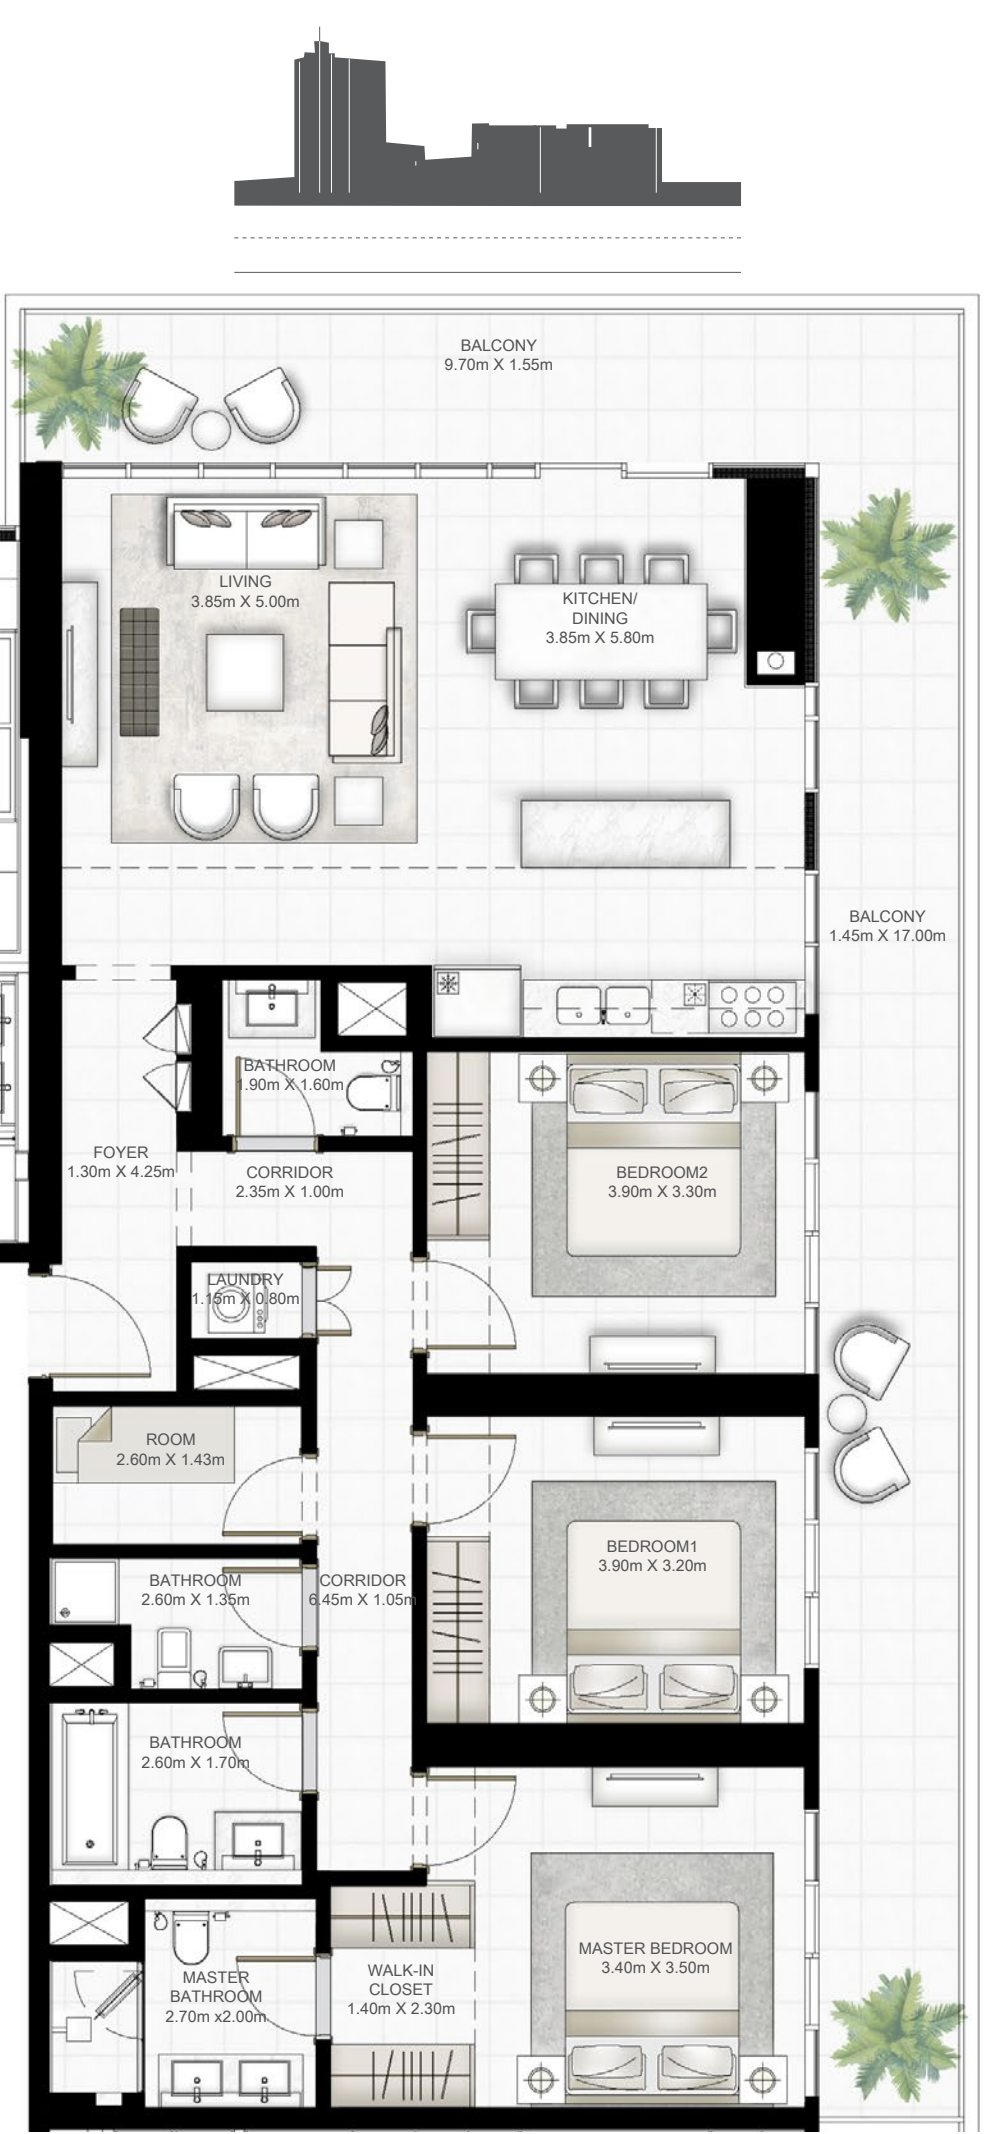 BALCONY
9.70m X 1.55m
LIVING
3.85m X 5.00m
KITCHEN/
DINING
3.85m X 5.80m
BALCONY
1.45m X 17.00m
BATHROOM
1.90m X 1.60m
FOYER
1.30m X 4.25m
CORRIDOR
2.35m X 1.00m
BEDROOM2
3.90m X 3.30m
LAUNDRY
1.15m X 0.80m
ROOM
2.60m X 1.43m
BEDROOM1
3.90m X 3.20m
BATHROOM
2.60m X 1.35m
CORRIDOR
6.45m X 1.05m
BATHROOM
2.60m X 1.70m
MASTER BEDROOM
3.40m X 3.50m
WALK-IN
CLOSET
1.40m X 2.30m
MASTER
BATHROOM
2.70m x2.00m